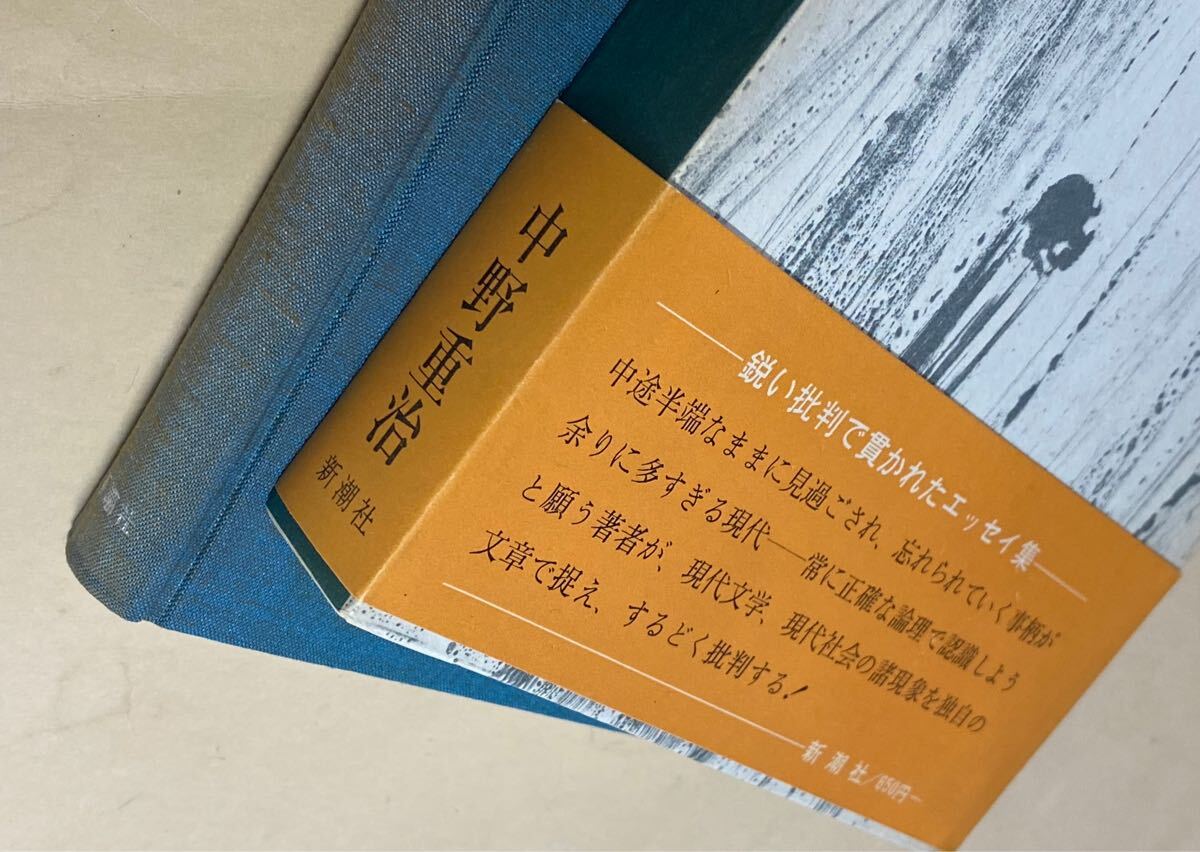 中野重治
新潮社
鋭い批判で貫かれたエッセイ集
中途半端なままに見過ごされ、忘れられていく事柄が
余りに多すぎる現代――常に正確な論理で認識しよう
と願う著者が、現代文学、現代社会の諸現象を独自の
文章で捉え、するどく批判する!
新潮社/650円